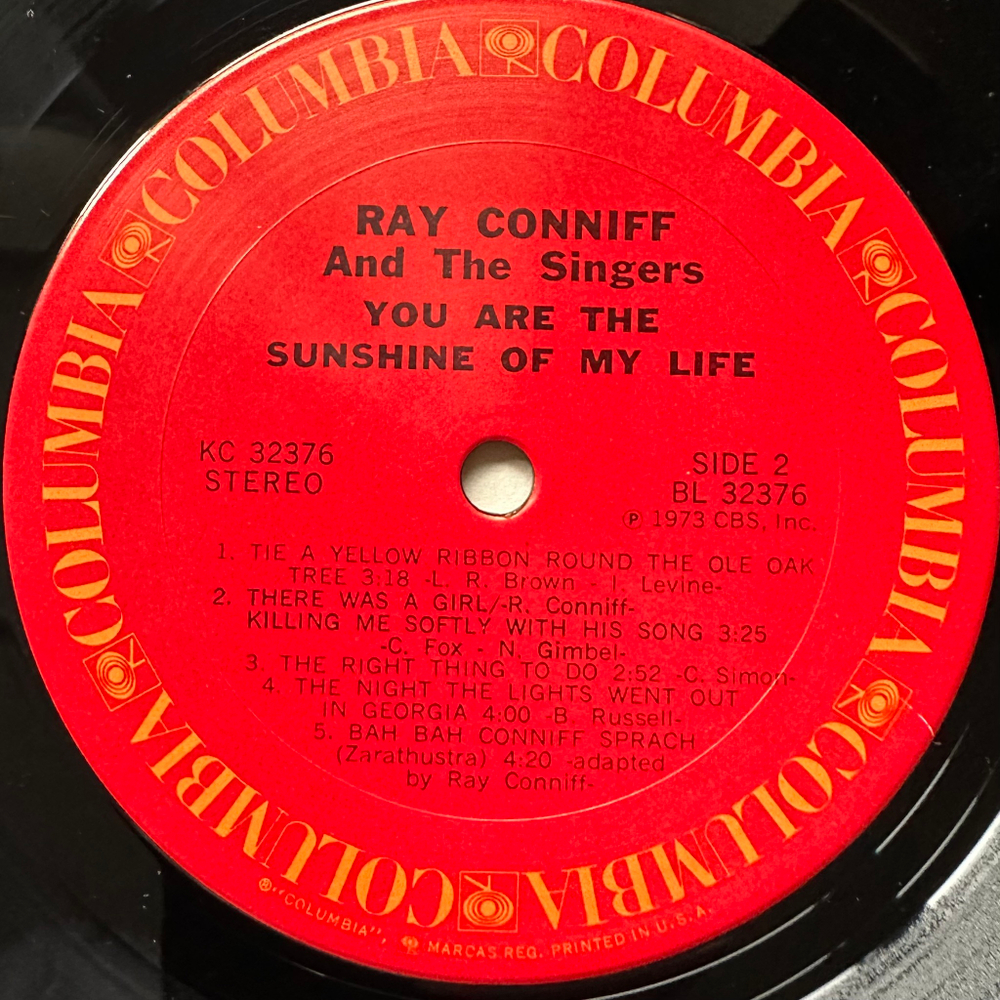 COLUMBIA COLUMBIA COLUMBIA COLUMBIA COLUMBIA COLUMBIA COLUMBIA
RAY CONNIFF
And The Singers
YOU ARE THE
SUNSHINE OF MY LIFE
KC 32376
STEREO
SIDE 2
BL 32376
Ⓟ 1973 CBS, Inc.
1. TIE A YELLOW RIBBON ROUND THE OLE OAK
TREE 3:18 -L. R. Brown - I. Levine-
2. THERE WAS A GIRL/-R. Conniff-
KILLING ME SOFTLY WITH HIS SONG 3:25
-C. Fox - N. Gimbel-
3. THE RIGHT THING TO DO 2:52 -C. Simon-
4. THE NIGHT THE LIGHTS WENT OUT
IN GEORGIA 4:00 -B. Russell-
5. BAH BAH CONNIFF SPRACH
(Zarathustra) 4:20 -adapted
by Ray Conniff-
®"COLUMBIA", MARCAS REG. PRINTED IN U.S.A.